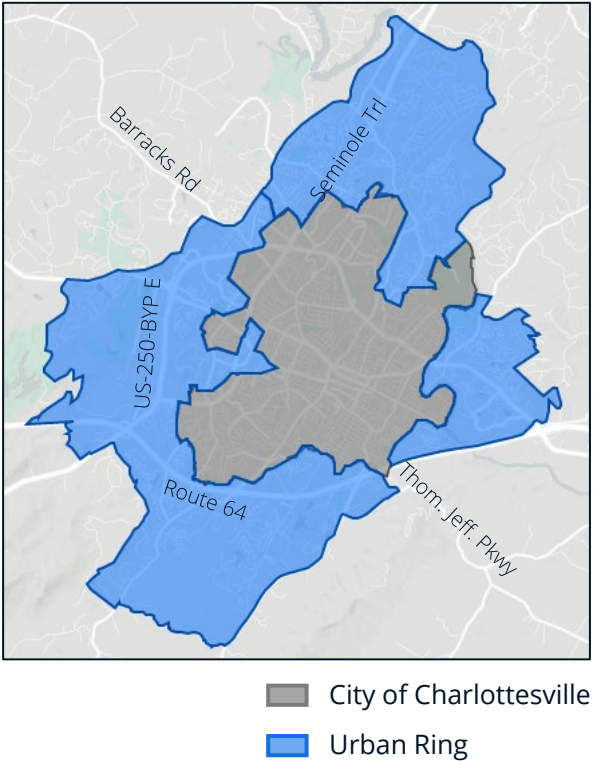 Barracks Rd
Seminole Trl
US-250-BYP E
Route 64
Thom. Jeff. Pkwy
City of Charlottesville
Urban Ring